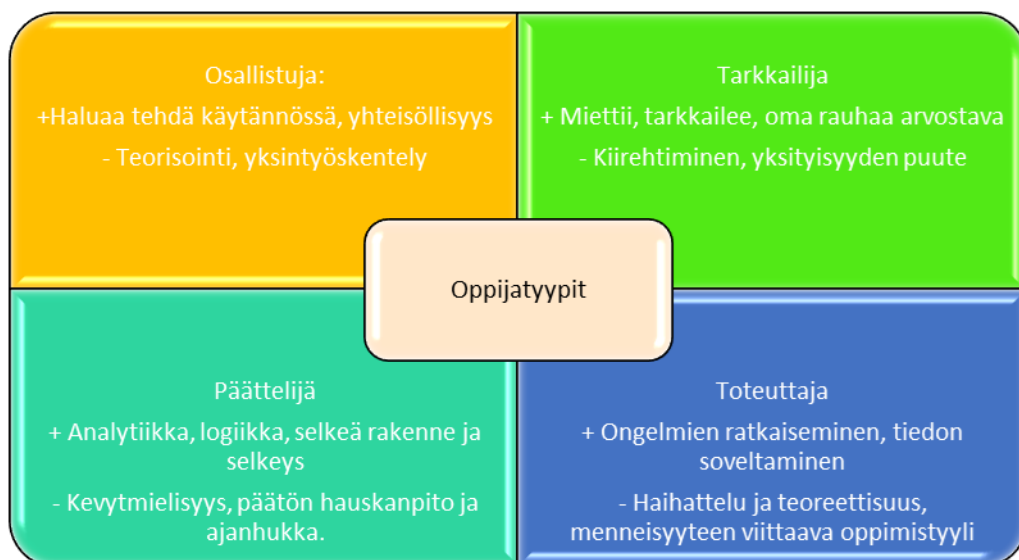 Osallistuja:
+Haluaa tehdä käytännössä, yhteisöllisyys
- Teorisointi, yksintyöskentely
Tarkkailija
+ Miettii, tarkkailee, oma rauhaa arvostava
- Kiirehtiminen, yksityisyyden puute
Oppijatyypit
Päättelijä
+ Analytiikka, logiikka, selkeä rakenne ja
selkeys
- Kevytmielisyys, päätön hauskanpito ja
ajanhukka.
Toteuttaja
+ Ongelmien ratkaiseminen, tiedon
soveltaminen
- Haihattelu ja teoreettisuus,
menneisyyteen viittaava oppimistyyli